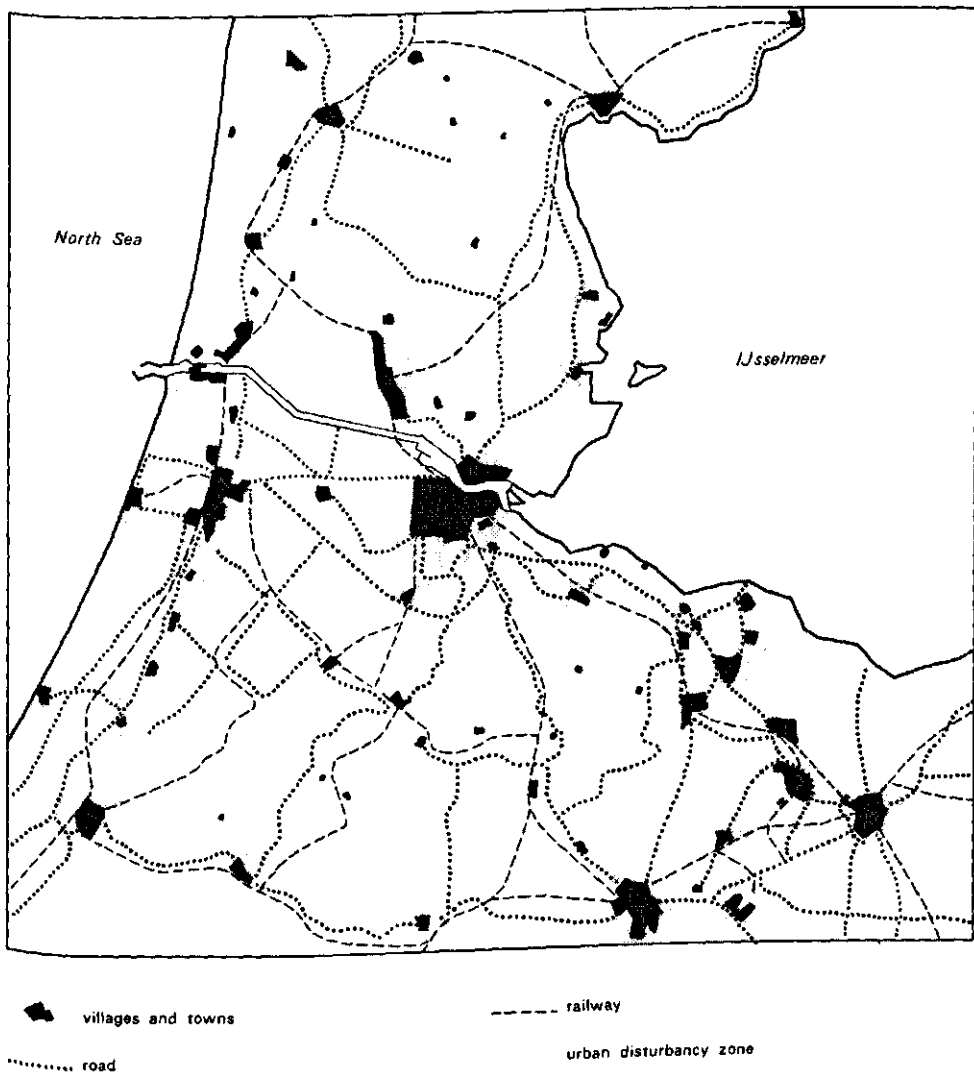 North Sea
IJsselmeer
villages and towns
railway
road
urban disturbancy zone